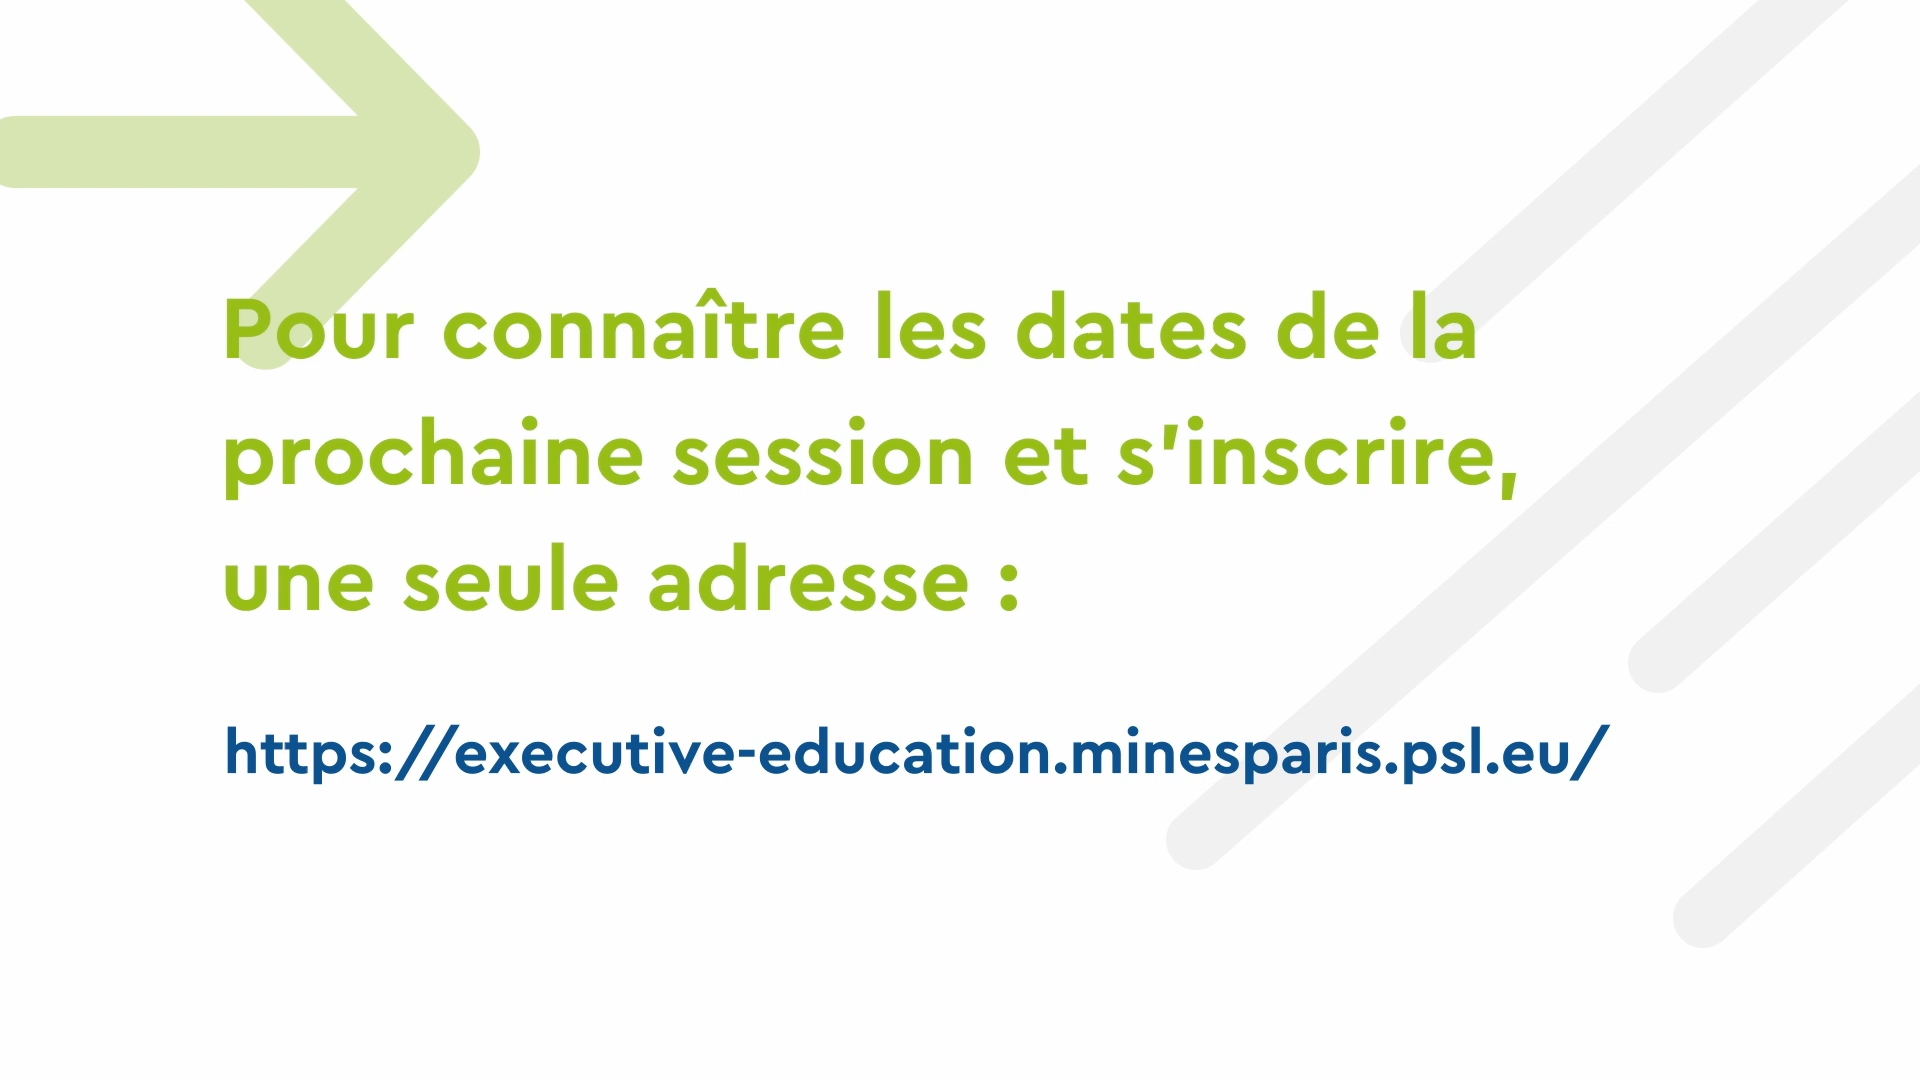 Pour connaître les dates de la
prochaine session et s'inscrire,
une seule adresse :
https://executive-education.minesparis.psl.eu/